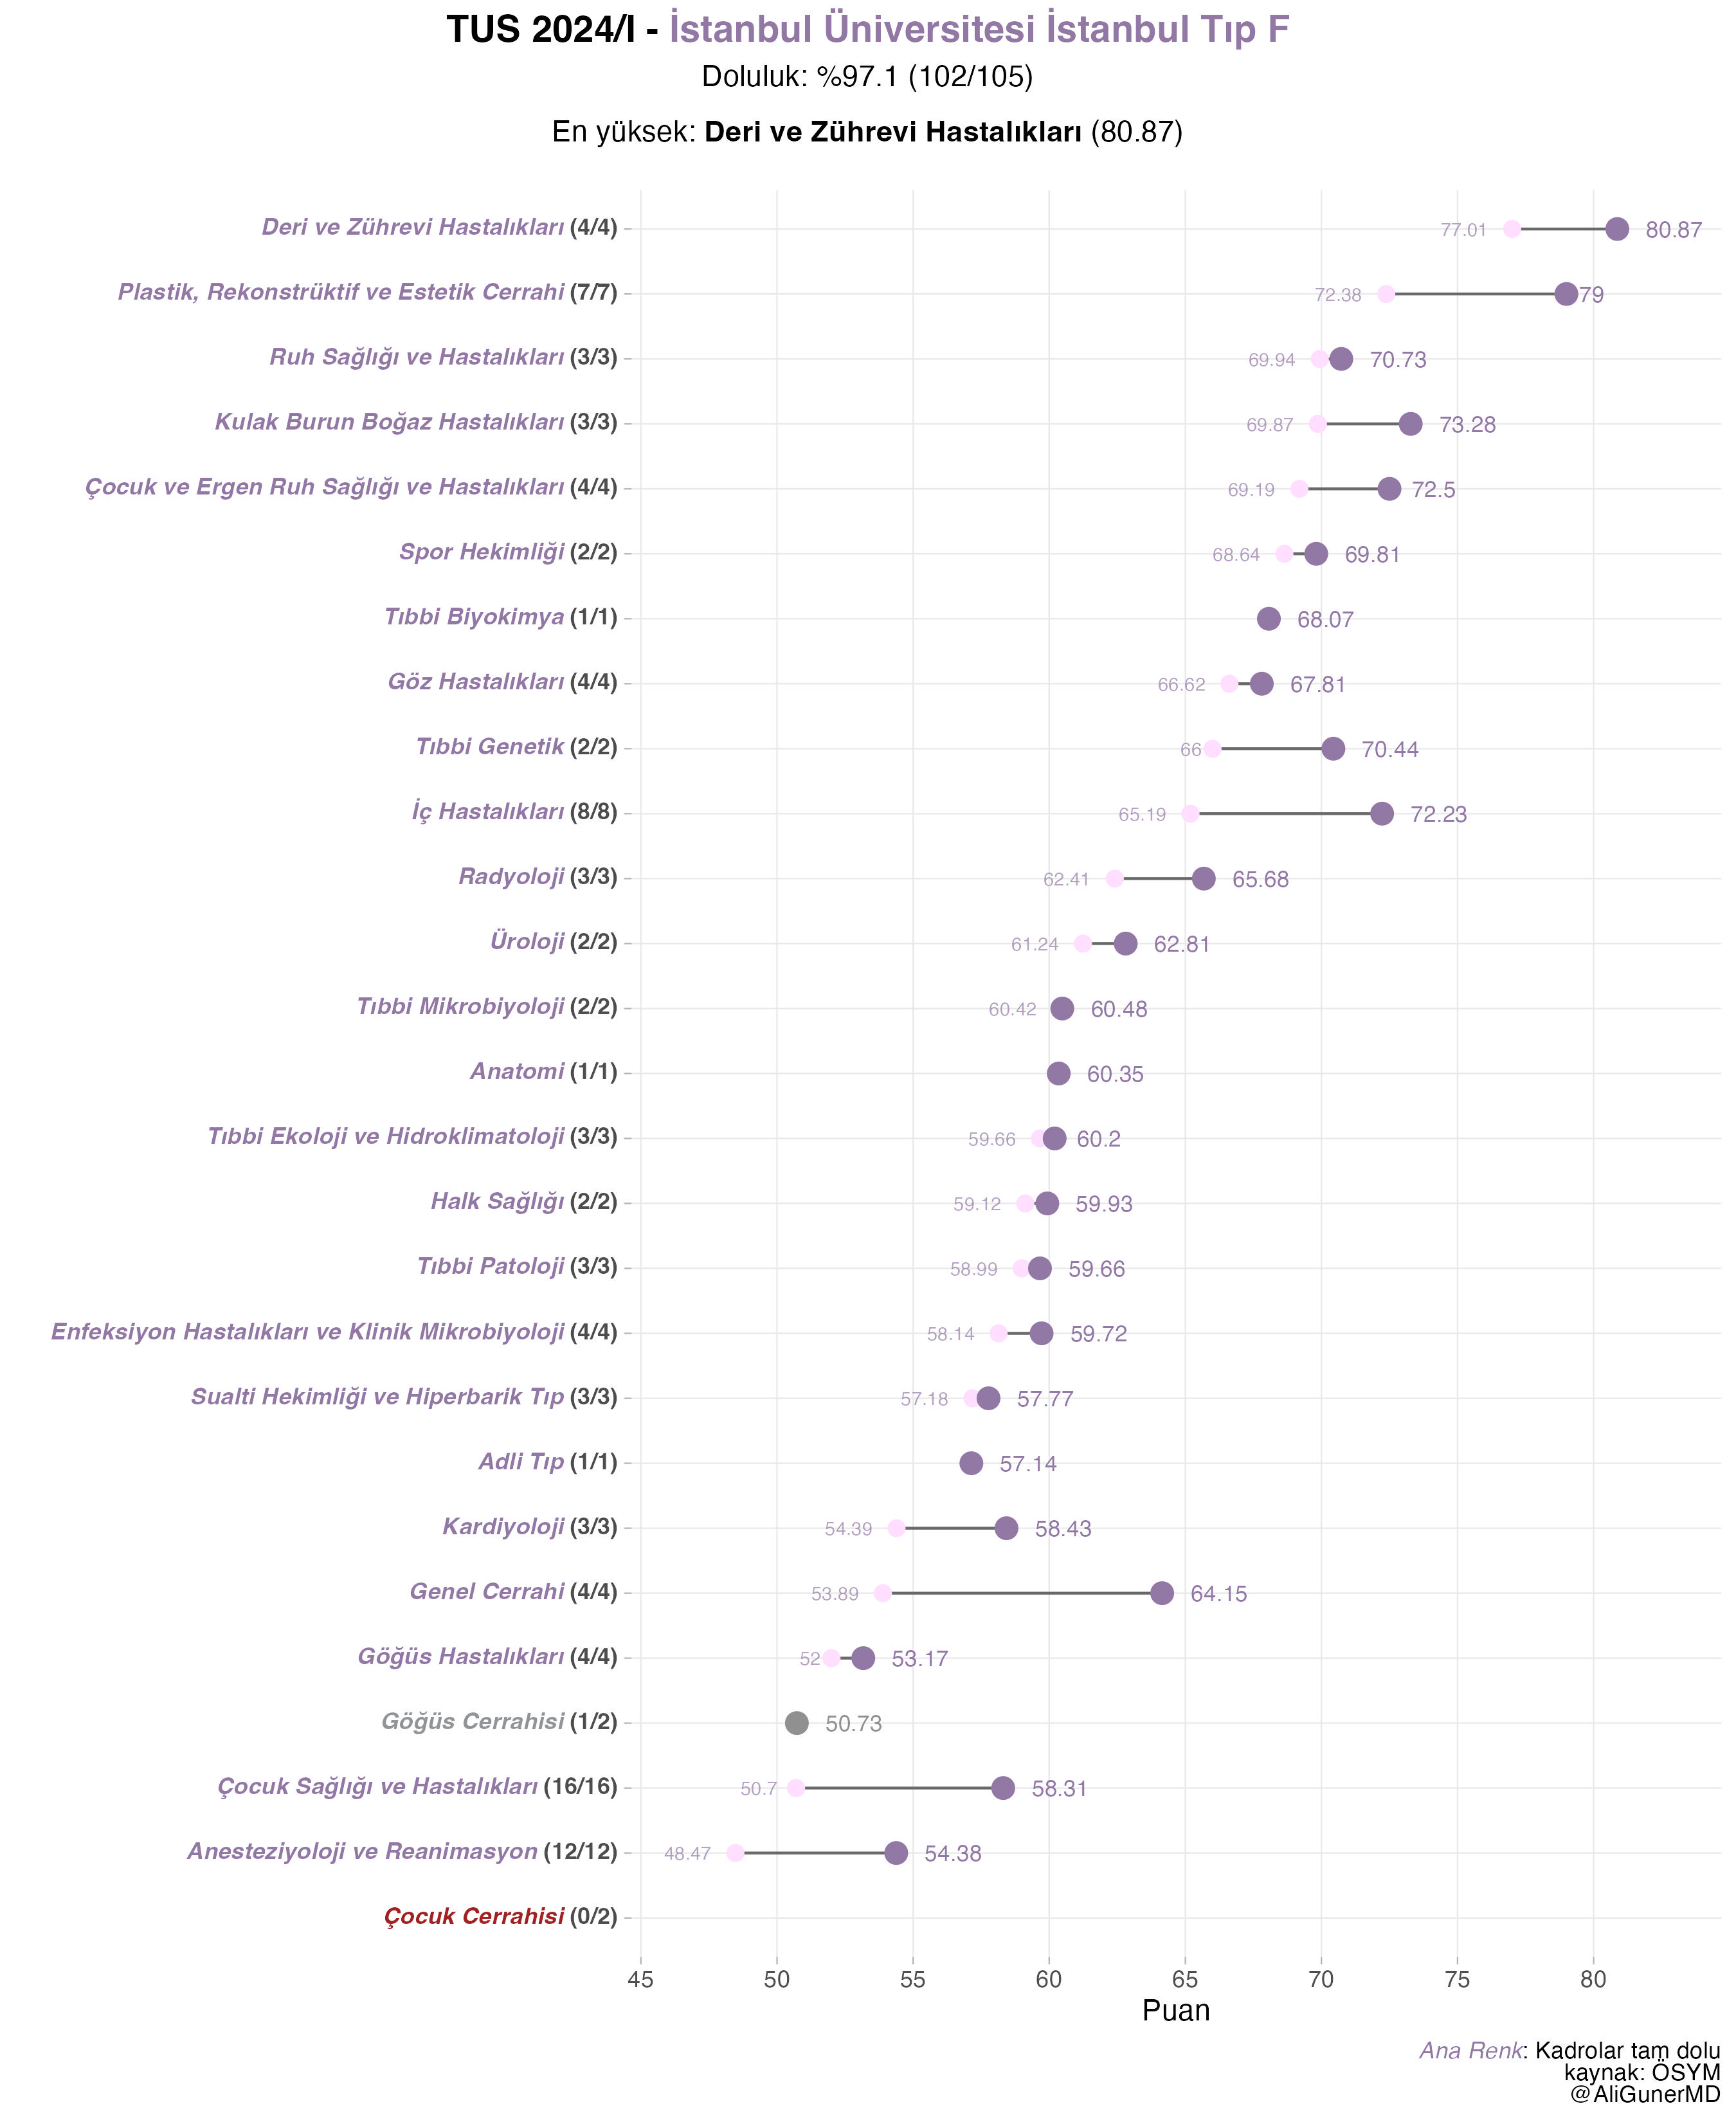 TUS 2024/I - İstanbul Üniversitesi İstanbul Tıp F
Doluluk: %97.1 (102/105)
En yüksek: Deri ve Zührevi Hastalıkları (80.87)
Deri ve Zührevi Hastalıkları (4/4) 77.01 80.87
Plastik, Rekonstrüktif ve Estetik Cerrahi (7/7) 72.38 79
Ruh Sağlığı ve Hastalıkları (3/3) 69.94 70.73
Kulak Burun Boğaz Hastalıkları (3/3) 69.87 73.28
Çocuk ve Ergen Ruh Sağlığı ve Hastalıkları (4/4) 69.19 72.5
Spor Hekimliği (2/2) 68.64 69.81
Tıbbi Biyokimya (1/1) 68.07
Göz Hastalıkları (4/4) 66.62 67.81
Tıbbi Genetik (2/2) 66 70.44
İç Hastalıkları (8/8) 65.19 72.23
Radyoloji (3/3) 62.41 65.68
Üroloji (2/2) 61.24 62.81
Tıbbi Mikrobiyoloji (2/2) 60.42 60.48
Anatomi (1/1) 60.35
Tıbbi Ekoloji ve Hidroklimatoloji (3/3) 59.66 60.2
Halk Sağlığı (2/2) 59.12 59.93
Tıbbi Patoloji (3/3) 58.99 59.66
Enfeksiyon Hastalıkları ve Klinik Mikrobiyoloji (4/4) 58.14 59.72
Sualti Hekimliği ve Hiperbarik Tıp (3/3) 57.18 57.77
Adli Tıp (1/1) 57.14
Kardiyoloji (3/3) 54.39 58.43
Genel Cerrahi (4/4) 53.89 64.15
Göğüs Hastalıkları (4/4) 52 53.17
Göğüs Cerrahisi (1/2) 50.73
Çocuk Sağlığı ve Hastalıkları (16/16) 50.7 58.31
Anesteziyoloji ve Reanimasyon (12/12) 48.47 54.38
Çocuk Cerrahisi (0/2)
45 50 55 60 65 70 75 80
Puan
Ana Renk: Kadrolar tam dolu
kaynak: ÖSYM
@AliGunerMD